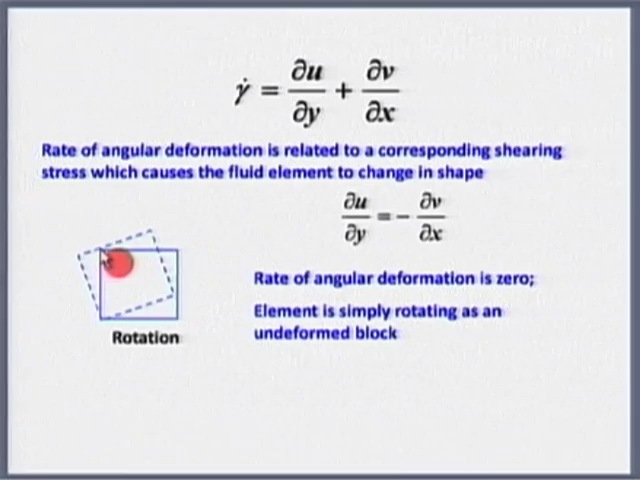 γ̇ = ∂u/∂y + ∂v/∂x
Rate of angular deformation is related to a corresponding shearing
stress which causes the fluid element to change in shape
∂u/∂y = - ∂v/∂x
Rate of angular deformation is zero;
Element is simply rotating as an
undeformed block
Rotation